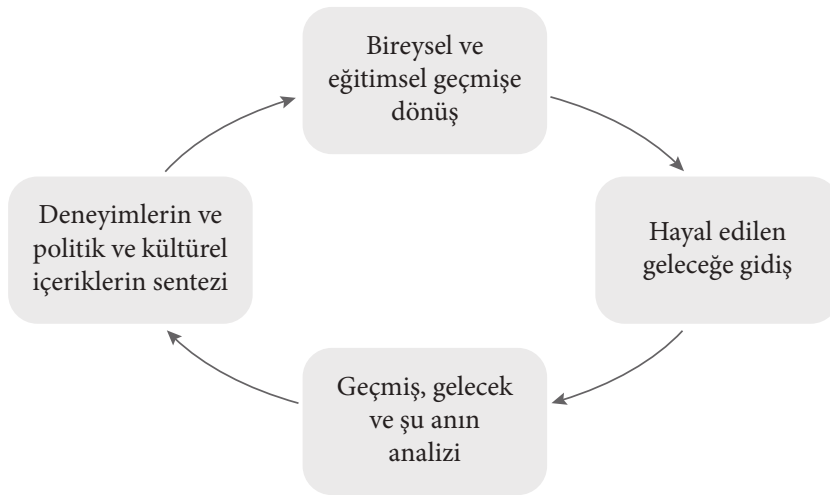 Bireysel ve
eğitimsel geçmişe
dönüş
Hayal edilen
geleceğe gidiş
Geçmiş, gelecek
ve şu anın
analizi
Deneyimlerin ve
politik ve kültürel
içeriklerin sentezi